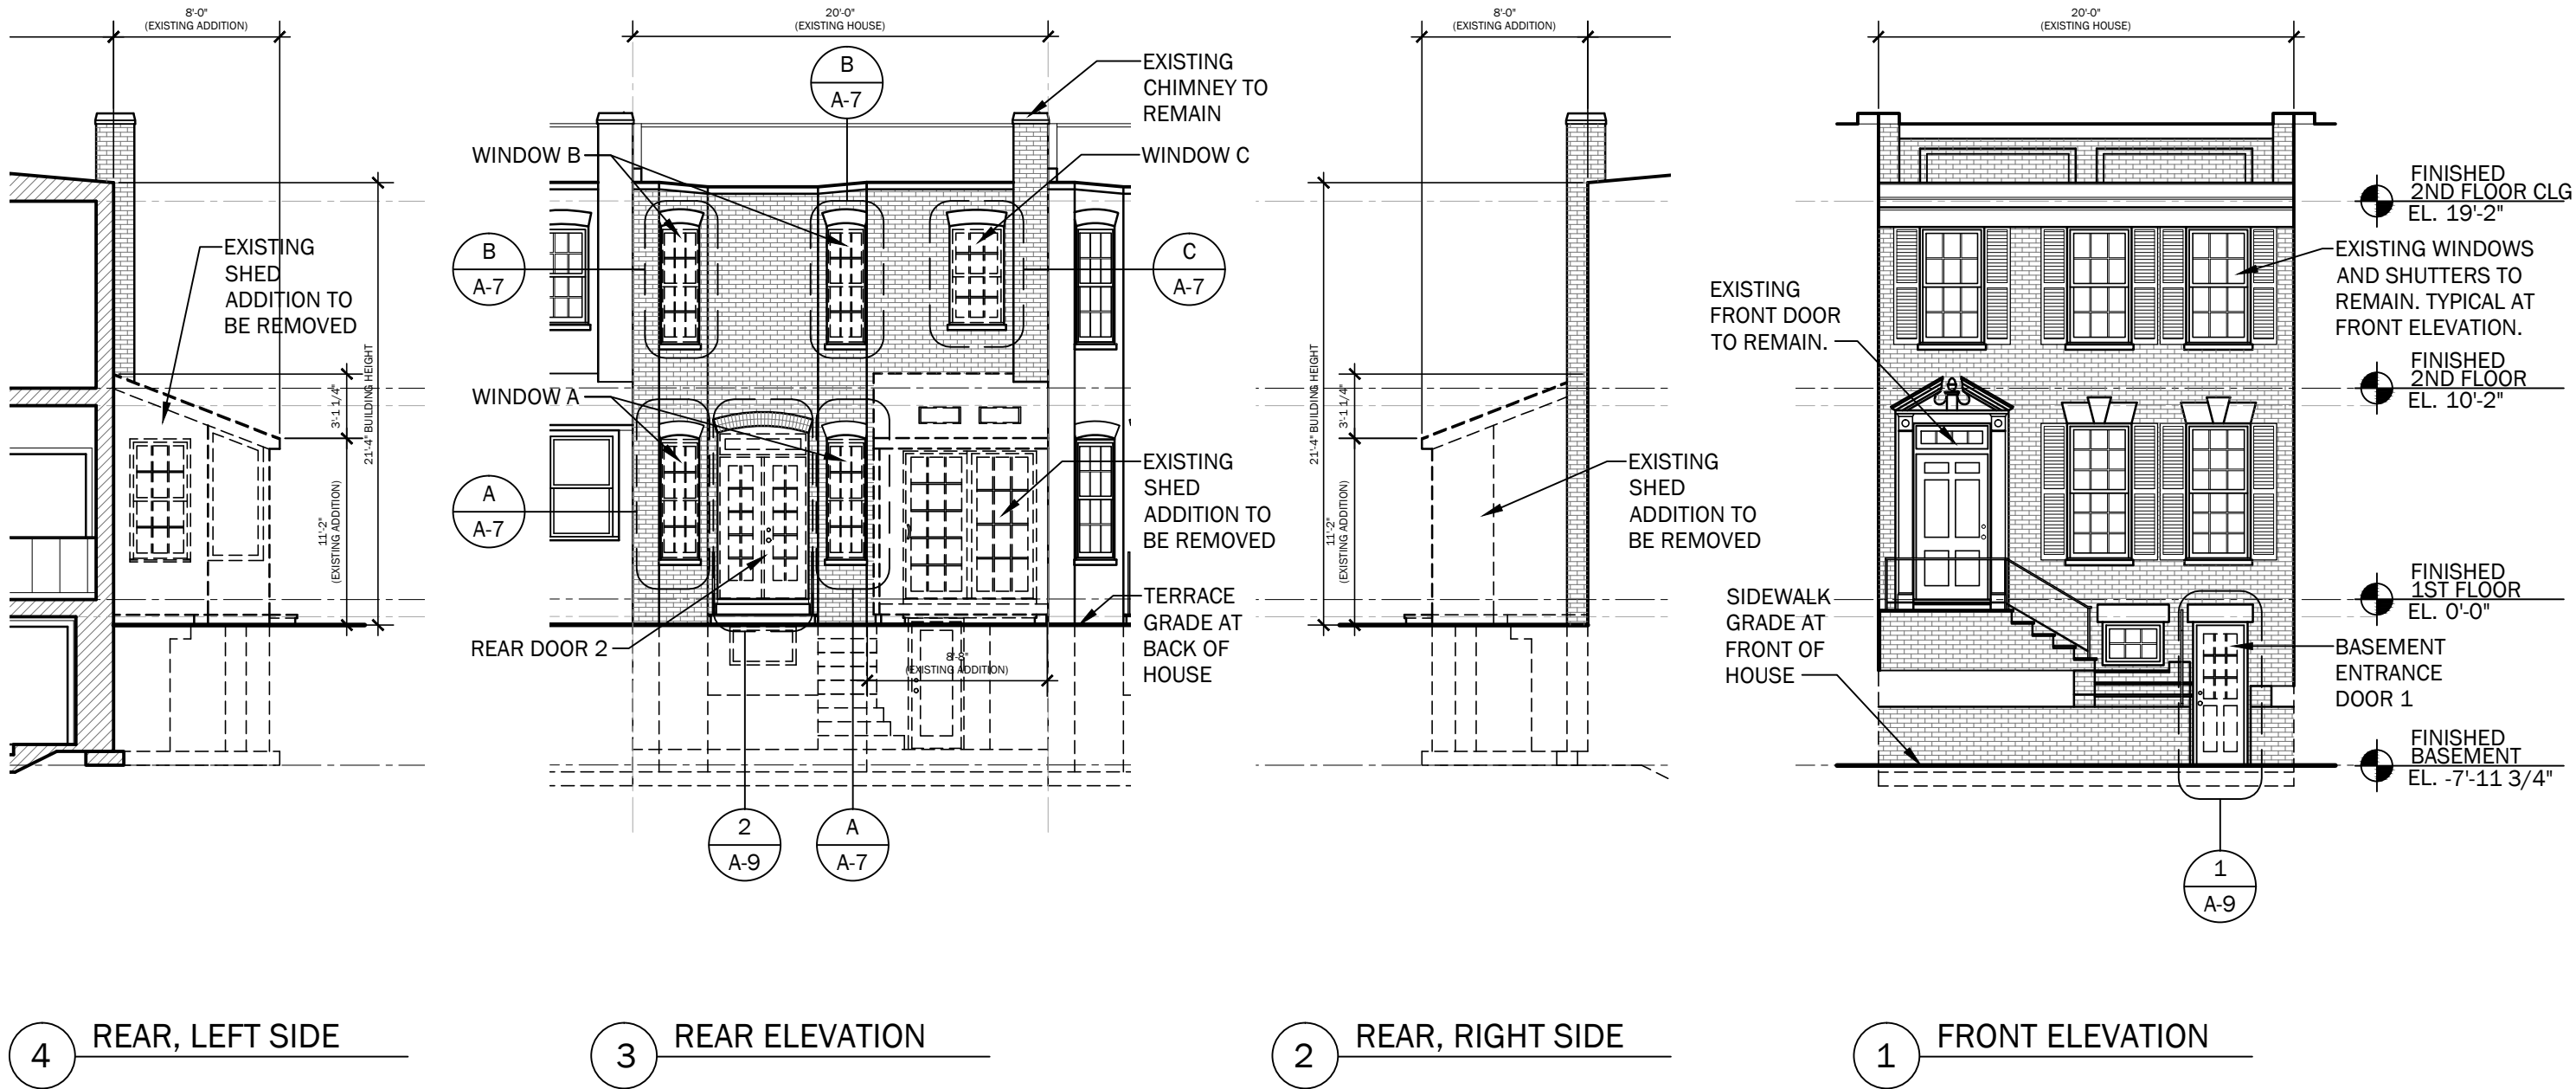 8'-0"
(EXISTING ADDITION)
EXISTING
SHED
ADDITION TO
BE REMOVED
3'-1 1/4"
21'-4" BUILDING HEIGHT
11'-2"
(EXISTING ADDITION)
4
REAR, LEFT SIDE
20'-0"
(EXISTING HOUSE)
B
A-7
EXISTING
CHIMNEY TO
REMAIN
WINDOW B
WINDOW C
B
A-7
C
A-7
WINDOW A
A
A-7
EXISTING
SHED
ADDITION TO
BE REMOVED
TERRACE
GRADE AT
BACK OF
HOUSE
REAR DOOR 2
8'-8"
(EXISTING ADDITION)
2
A-9
A
A-7
3
REAR ELEVATION
8'-0"
(EXISTING ADDITION)
21'-4" BUILDING HEIGHT
3'-1 1/4"
11'-2"
(EXISTING ADDITION)
EXISTING
SHED
ADDITION TO
BE REMOVED
2
REAR, RIGHT SIDE
20'-0"
(EXISTING HOUSE)
FINISHED
2ND FLOOR CLG
EL. 19'-2"
EXISTING WINDOWS
AND SHUTTERS TO
REMAIN. TYPICAL AT
FRONT ELEVATION.
EXISTING
FRONT DOOR
TO REMAIN.
FINISHED
2ND FLOOR
EL. 10'-2"
FINISHED
1ST FLOOR
EL. 0'-0"
SIDEWALK
GRADE AT
FRONT OF
HOUSE
BASEMENT
ENTRANCE
DOOR 1
FINISHED
BASEMENT
EL. -7'-11 3/4"
1
A-9
1
FRONT ELEVATION